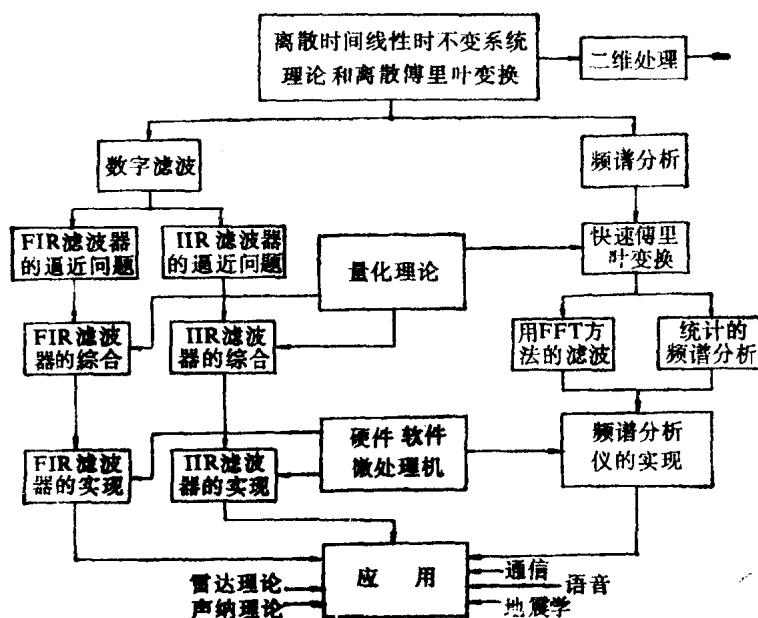 离散时间线性时不变系统
理论和离散傅里叶变换
二维处理
数字滤波
频谱分析
FIR滤波器
的逼近问题
IIR滤波器
的逼近问题
量化理论
快速傅里
叶变换
FIR滤波
器的综合
IIR滤波
器的综合
用FFT方
法的滤波
统计的
频谱分析
FIR滤波
器的实现
IIR滤波
器的实现
硬件 软件
微处理机
频谱分析
仪的实现
应 用
雷达理论
声纳理论
通信
语音
地震学